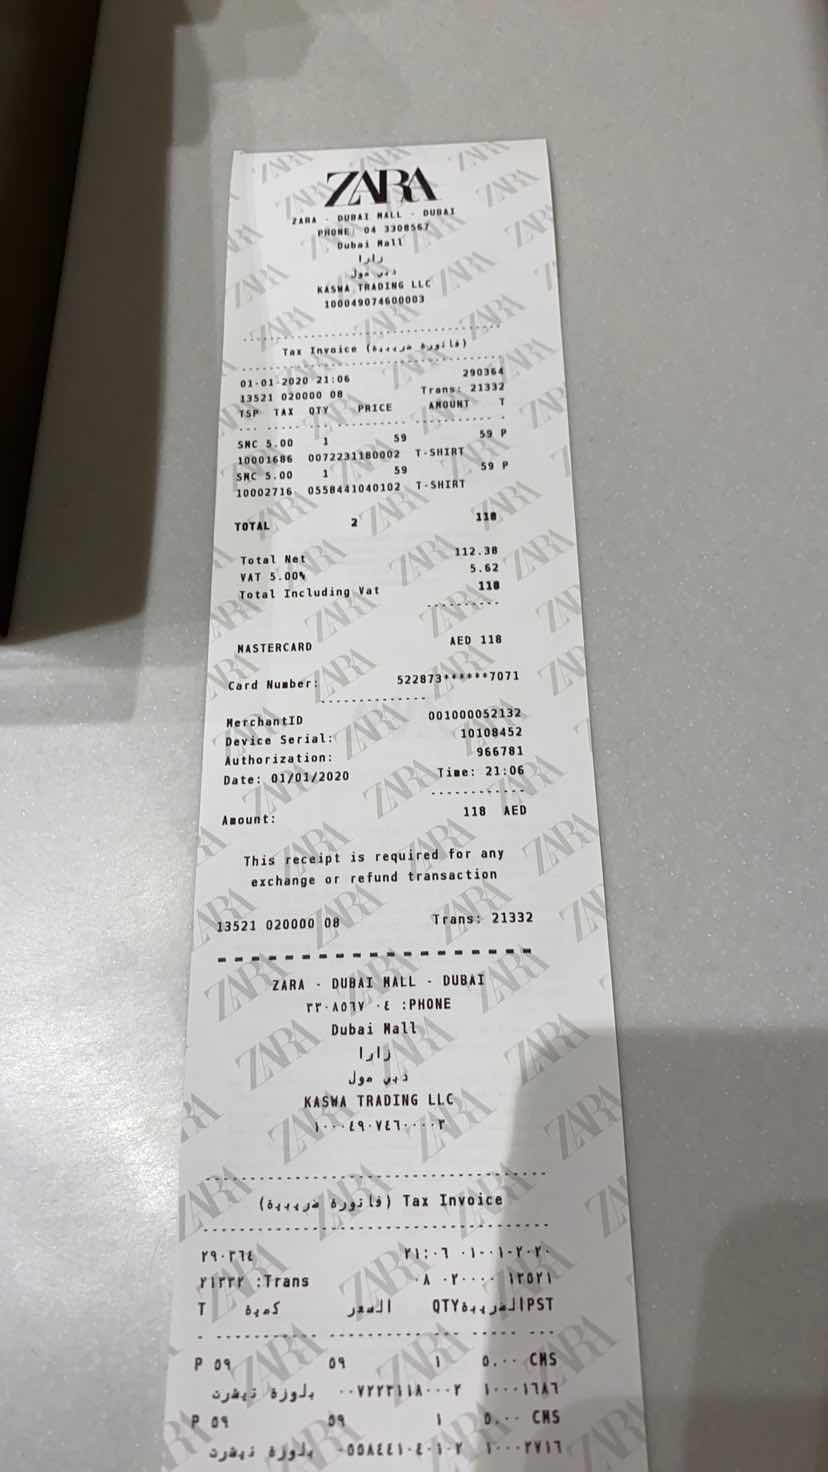 ZARA
ZARA - DUBAI MALL - DUBAI
PHONE: 04 3308567
Dubai Mall
زارا
دبي مول
KASWA TRADING LLC
100049074600003
Tax Invoice (فاتورة ضريبية)
01-01-2020 21:06 290364
13521 020000 08 Trans: 21332
TSP TAX QTY PRICE AMOUNT T
SNC 5.00 1 59 59 P
10001686 0072231180002 T-SHIRT
SNC 5.00 1 59 59 P
10002716 0558441040102 T-SHIRT
TOTAL 2 118
Total Net 112.38
VAT 5.00% 5.62
Total Including Vat 118
MASTERCARD AED 118
Card Number: 522873******7071
MerchantID 001000052132
Device Serial: 10108452
Authorization: 966781
Date: 01/01/2020 Time: 21:06
Amount: 118 AED
This receipt is required for any
exchange or refund transaction
13521 020000 08 Trans: 21332
ZARA - DUBAI MALL - DUBAI
٣٣٠٨٥٦٧ ٠٤ :PHONE
Dubai Mall
زارا
دبي مول
KASWA TRADING LLC
١٠٠٠٤٩٠٧٤٦٠٠٠٠٣
(فاتورة ضريبية) Tax Invoice
٢٩٠٣٦٤ ٢١:٠٦ ٠١-٠١-٢٠٢٠
٢١٣٣٢ :Trans ٠٨ ٠٢٠٠٠٠ ١٣٥٢١
T كمية السعر QTY الضريبة PST
P ٥٩ ٥٩ ١ ٥.٠٠ CMS
بلوزة تيشرت ٠٠٧٢٢٣١١٨٠٠٠٢ ١٠٠٠١٦٨٦
P ٥٩ ٥٩ ١ ٥.٠٠ CMS
بلوزة تيشرت ٠٥٥٨٤٤١٠٤٠١٠٢ ١٠٠٠٢٧١٦